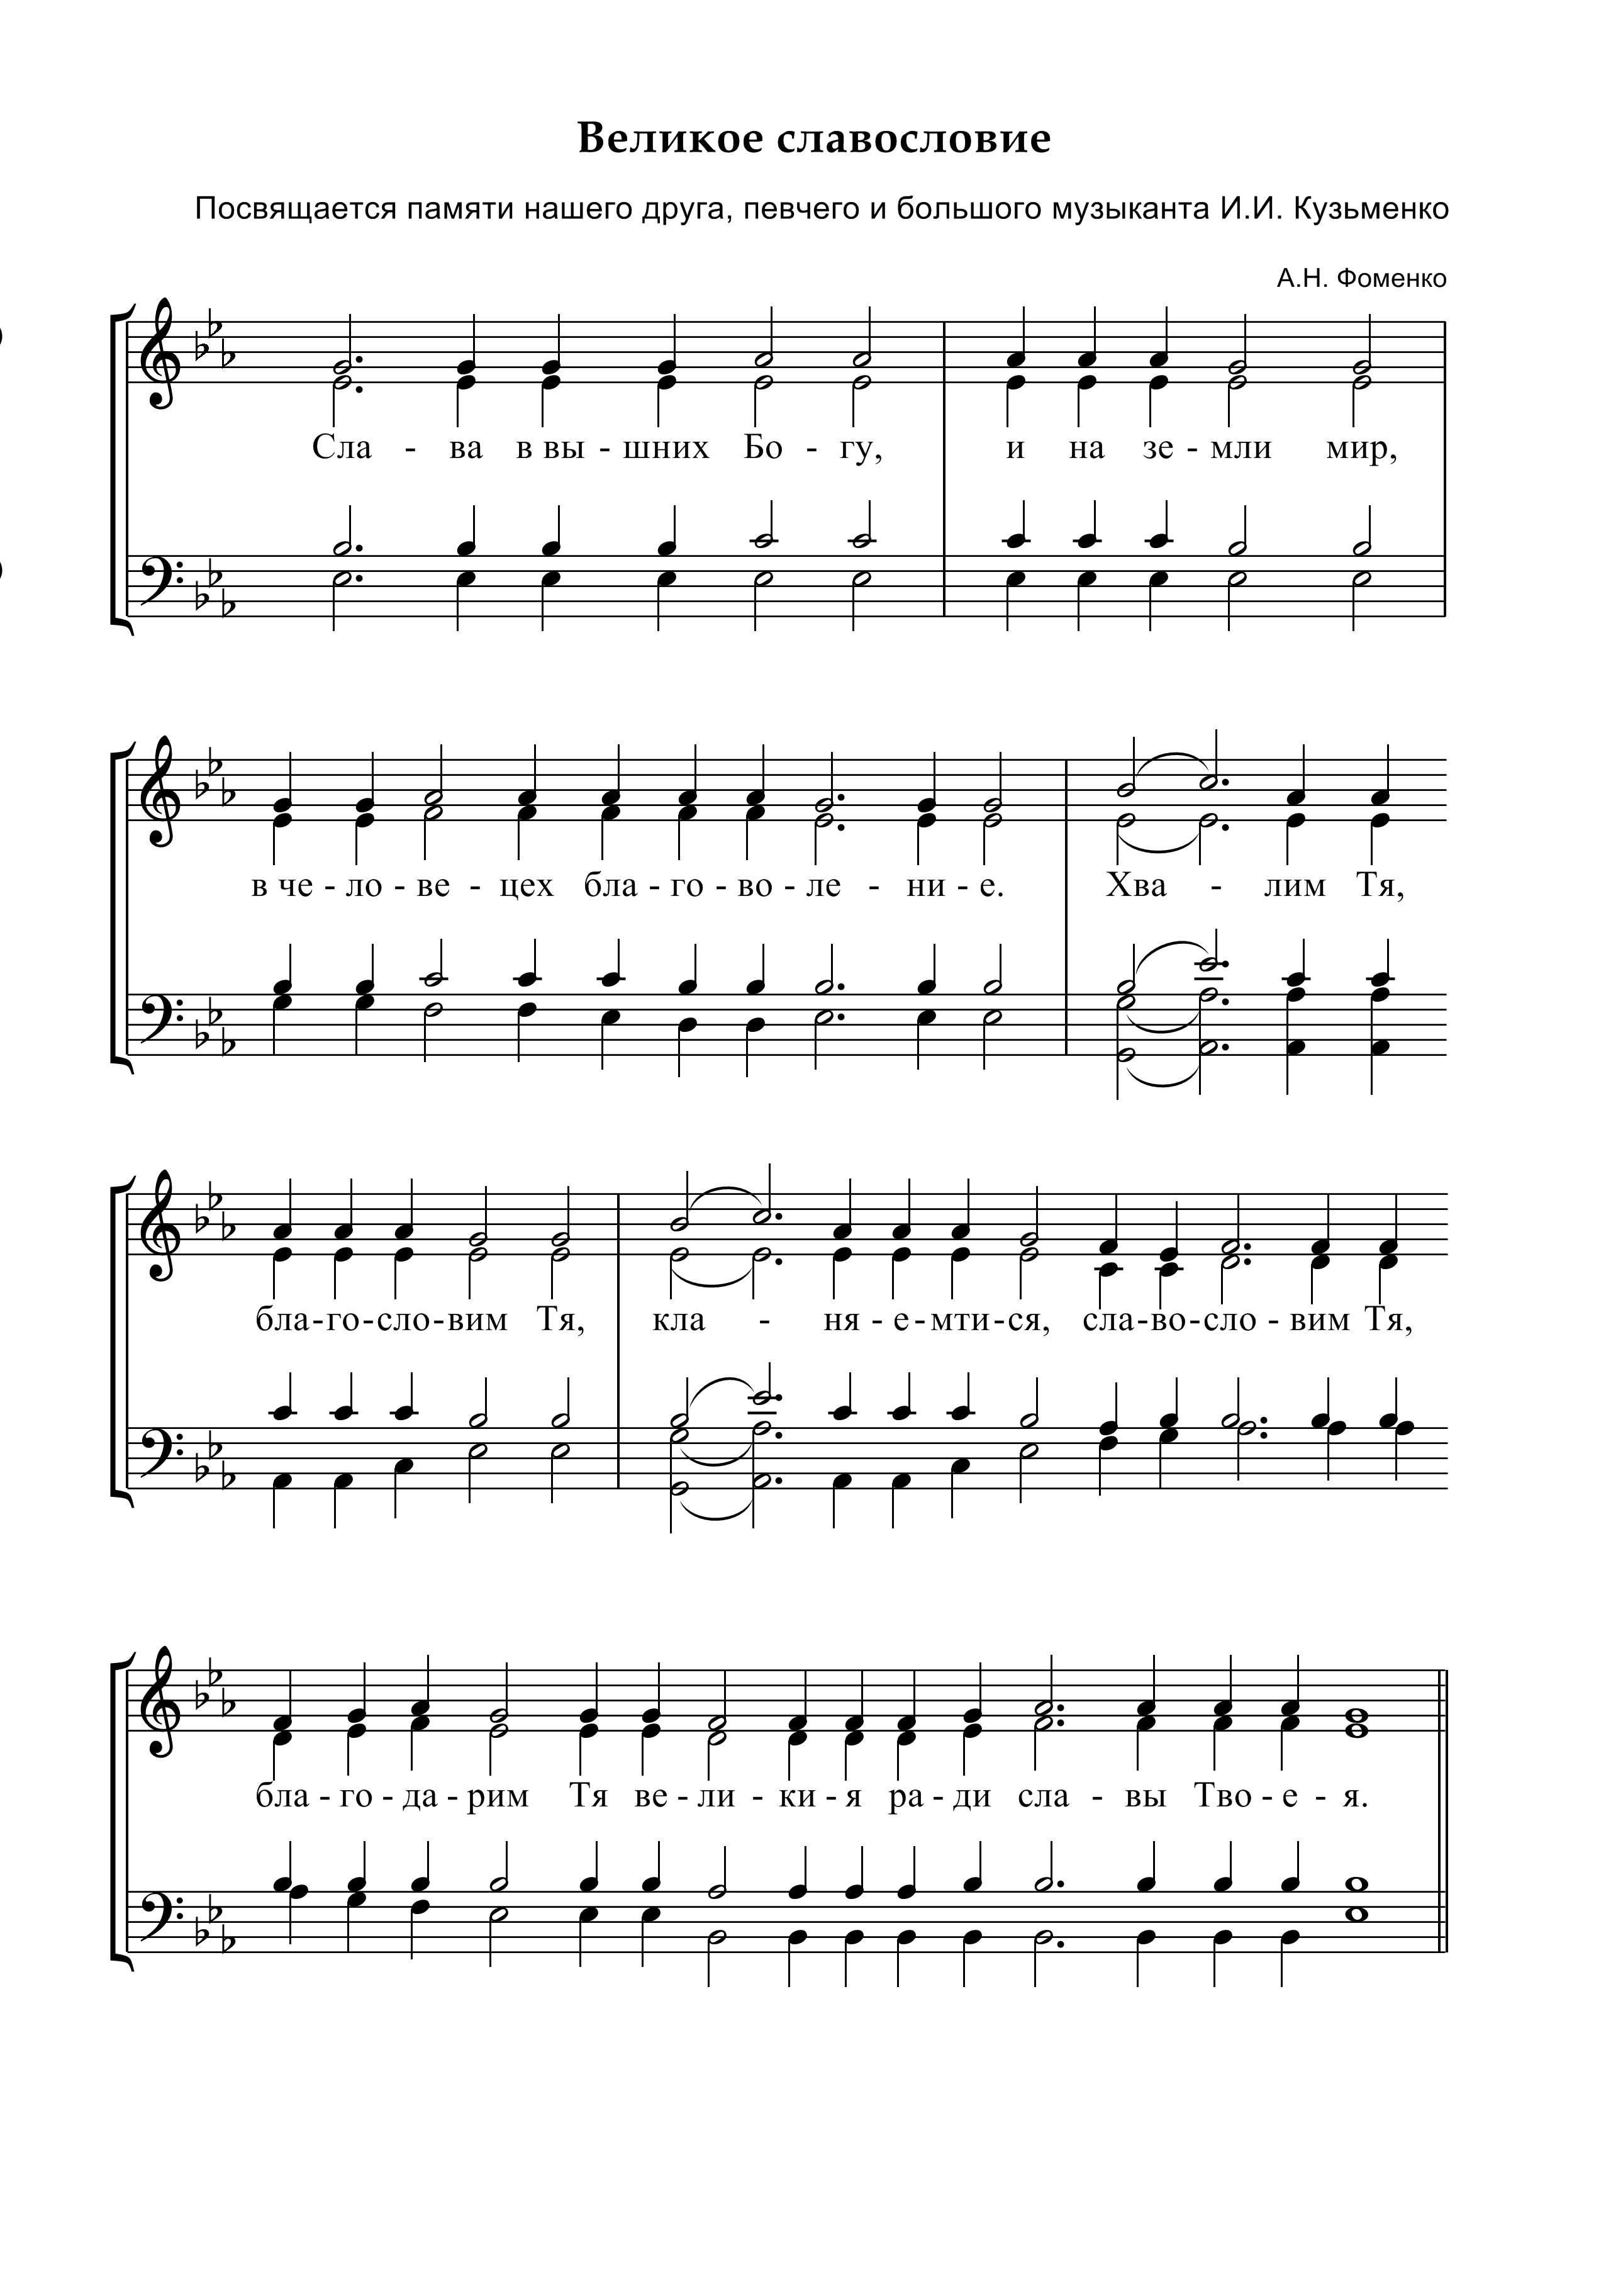 Великое славословие
Посвящается памяти нашего друга, певчего и большого музыканта И.И. Кузьменко
А.Н. Фоменко
Сла - ва в вы - шних Бо - гу, и на зе - мли мир,
в че - ло - ве - цех бла - го - во - ле - ни - е. Хва - лим Тя,
бла - го - сло - вим Тя, кла - ня - е - мти - ся, сла - во - сло - вим Тя,
бла - го - да - рим Тя ве - ли - ки - я ра - ди сла - вы Тво - е - я.